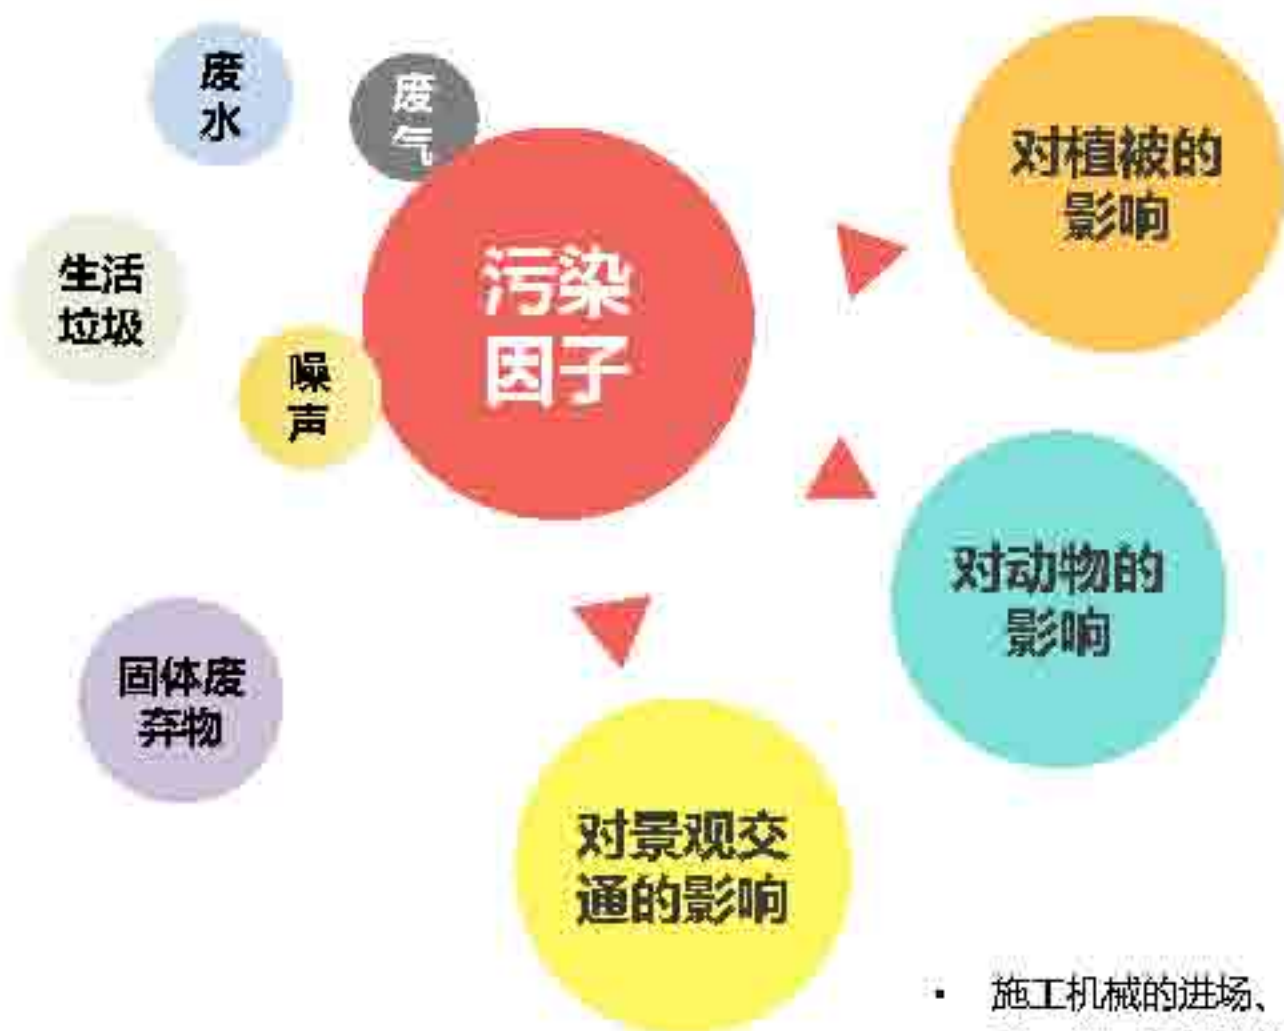 废
水
废
气
生活
垃圾
噪
声
污染
因子
对植被的
影响
对动物的
影响
固体废
弃物
对景观交
通的影响
• 施工机械的进场、